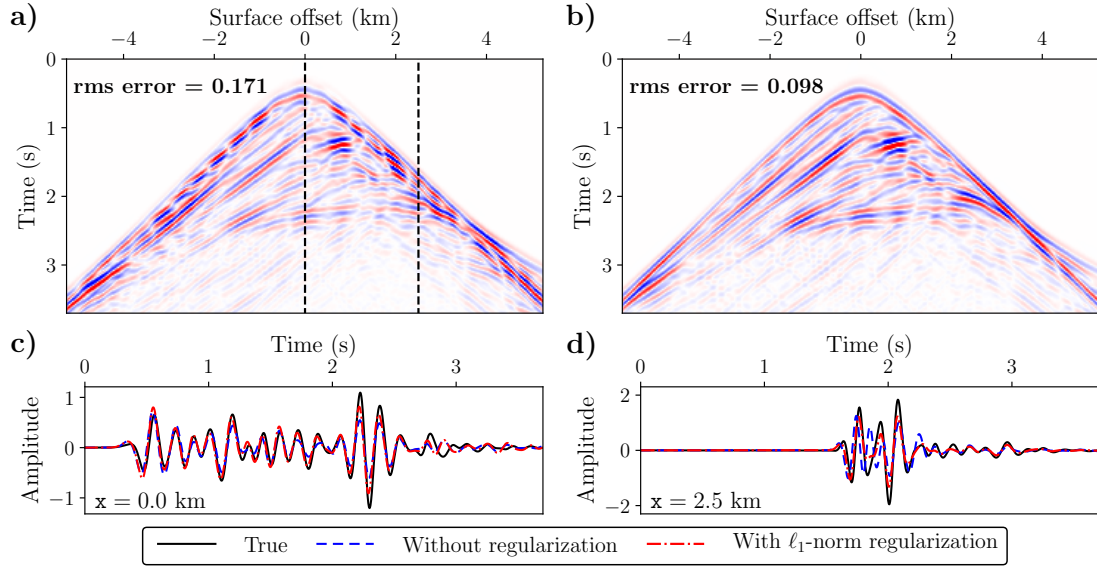 a)
Surface offset (km)
−4 −2 0 2 4
rms error = 0.171
0
1
2
3
Time (s)
b)
Surface offset (km)
−4 −2 0 2 4
rms error = 0.098
0
1
2
3
Time (s)
c)
Time (s)
0 1 2 3
1
0
−1
Amplitude
x = 0.0 km
d)
Time (s)
0 1 2 3
2
0
−2
Amplitude
x = 2.5 km
True Without regularization With ℓ₁-norm regularization